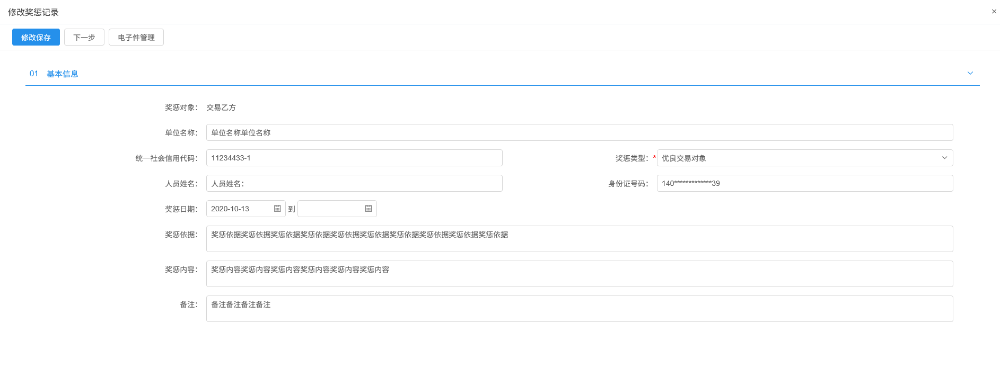 修改奖惩记录 ×
修改保存 下一步 电子件管理
01 基本信息
奖惩对象： 交易乙方
单位名称： 单位名称单位名称
统一社会信用代码： 11234433-1 奖惩类型：* 优良交易对象
人员姓名： 人员姓名： 身份证号码： 140*************39
奖惩日期： 2020-10-13 到
奖惩依据： 奖惩依据奖惩依据奖惩依据奖惩依据奖惩依据奖惩依据奖惩依据奖惩依据奖惩依据奖惩依据
奖惩内容： 奖惩内容奖惩内容奖惩内容奖惩内容奖惩内容奖惩内容
备注： 备注备注备注备注